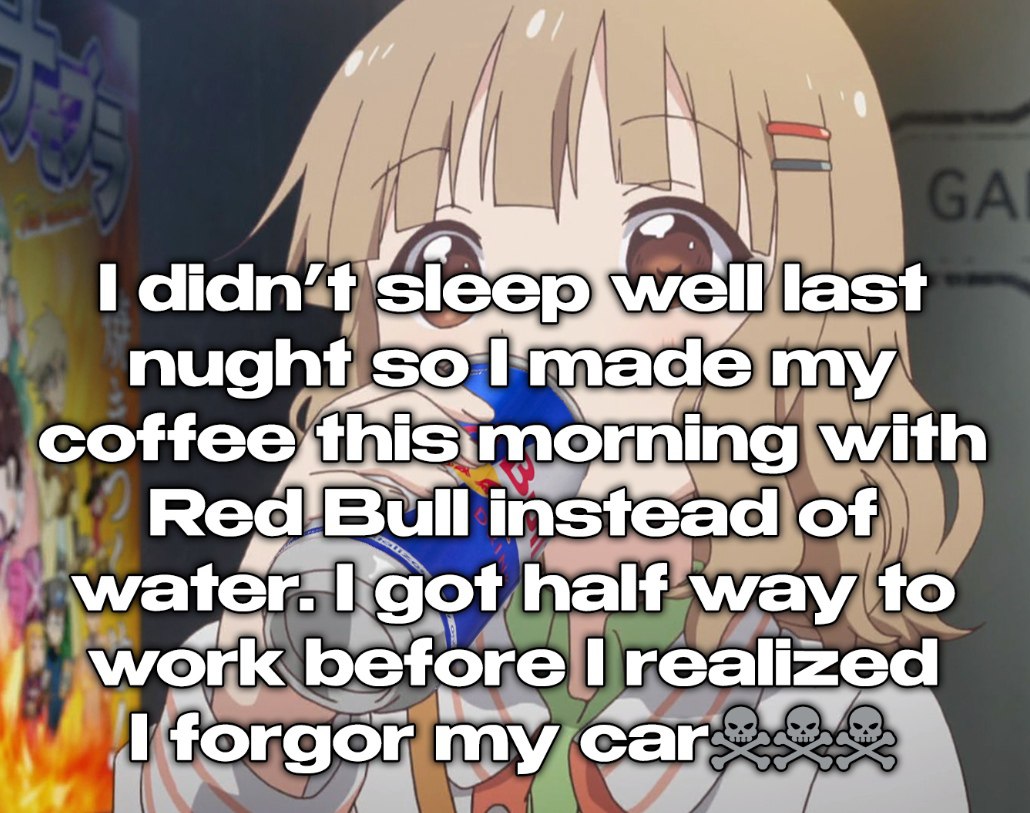 I didn't sleep well last
nught so I made my
coffee this morning with
Red Bull instead of
water. I got half way to
work before I realized
I forgor my car☠☠☠
GA